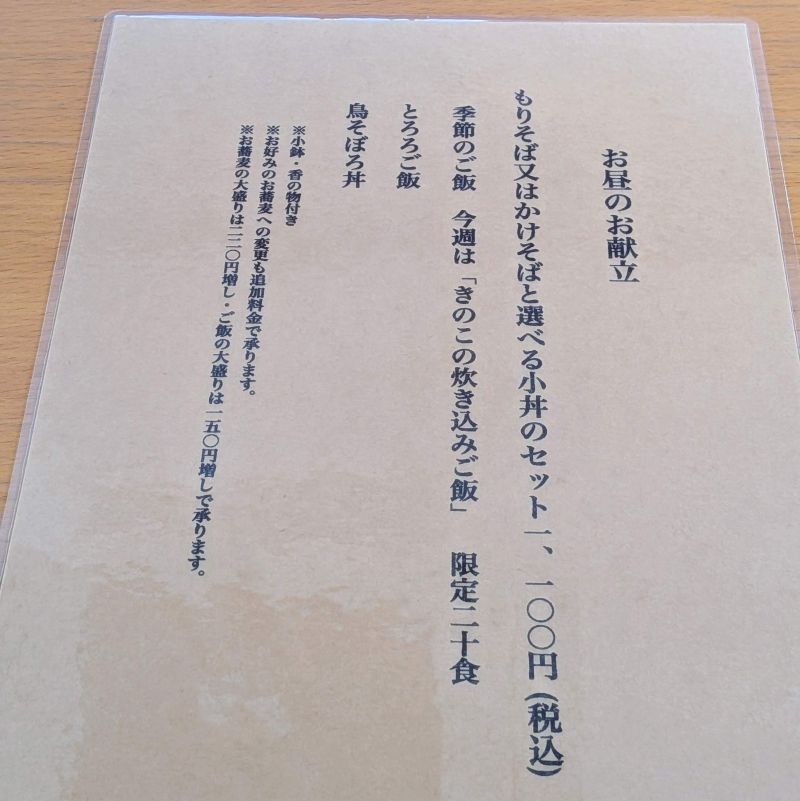 お昼のお献立
もりそば又はかけそばと選べる小丼のセット一、一〇〇円(税込)
季節のご飯 今週は「きのこの炊き込みご飯」 限定二十食
とろろご飯
鳥そぼろ丼
※小鉢・香の物付き
※お好みのお蕎麦への変更も追加料金で承ります。
※お蕎麦の大盛りは二二〇円増し・ご飯の大盛りは一五〇円増しで承ります。